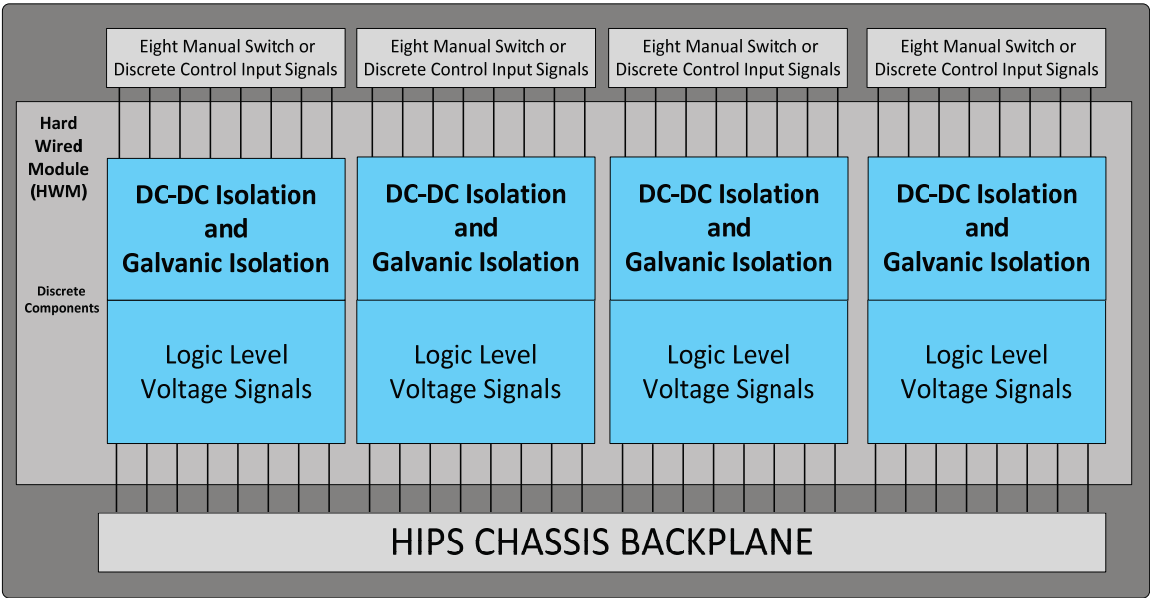 Eight Manual Switch or
Discrete Control Input Signals
Eight Manual Switch or
Discrete Control Input Signals
Eight Manual Switch or
Discrete Control Input Signals
Eight Manual Switch or
Discrete Control Input Signals
Hard
Wired
Module
(HWM)
DC-DC Isolation
and
Galvanic Isolation
DC-DC Isolation
and
Galvanic Isolation
DC-DC Isolation
and
Galvanic Isolation
DC-DC Isolation
and
Galvanic Isolation
Discrete
Components
Logic Level
Voltage Signals
Logic Level
Voltage Signals
Logic Level
Voltage Signals
Logic Level
Voltage Signals
HIPS CHASSIS BACKPLANE